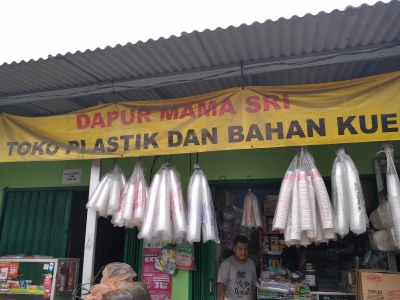 DAPUR MAMA SRI
TOKO PLASTIK DAN BAHAN KUE